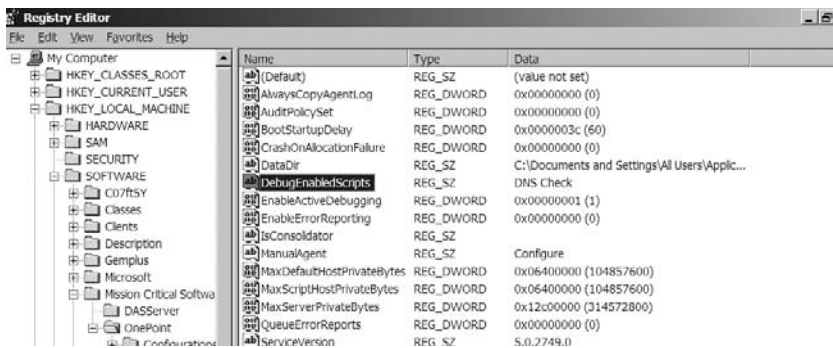 Registry Editor
File Edit View Favorites Help
My Computer
HKEY_CLASSES_ROOT
HKEY_CURRENT_USER
HKEY_LOCAL_MACHINE
HARDWARE
SAM
SECURITY
SOFTWARE
C07ft5Y
Classes
Clients
Description
Gemplus
Microsoft
Mission Critical Softwa
DASServer
OnePoint
Configurations
Name Type Data
(Default) REG_SZ (value not set)
AlwaysCopyAgentLog REG_DWORD 0x00000000 (0)
AuditPolicySet REG_DWORD 0x00000000 (0)
BootStartupDelay REG_DWORD 0x0000003c (60)
CrashOnAllocationFailure REG_DWORD 0x00000000 (0)
DataDir REG_SZ C:\Documents and Settings\All Users\Applic...
DebugEnabledScripts REG_SZ DNS Check
EnableActiveDebugging REG_DWORD 0x00000001 (1)
EnableErrorReporting REG_DWORD 0x00000000 (0)
IsConsolidator REG_SZ
ManualAgent REG_SZ Configure
MaxDefaultHostPrivateBytes REG_DWORD 0x06400000 (104857600)
MaxScriptHostPrivateBytes REG_DWORD 0x06400000 (104857600)
MaxServerPrivateBytes REG_DWORD 0x12c00000 (314572800)
QueueErrorReports REG_DWORD 0x00000000 (0)
ServiceVersion REG_SZ 5.0.2749.0